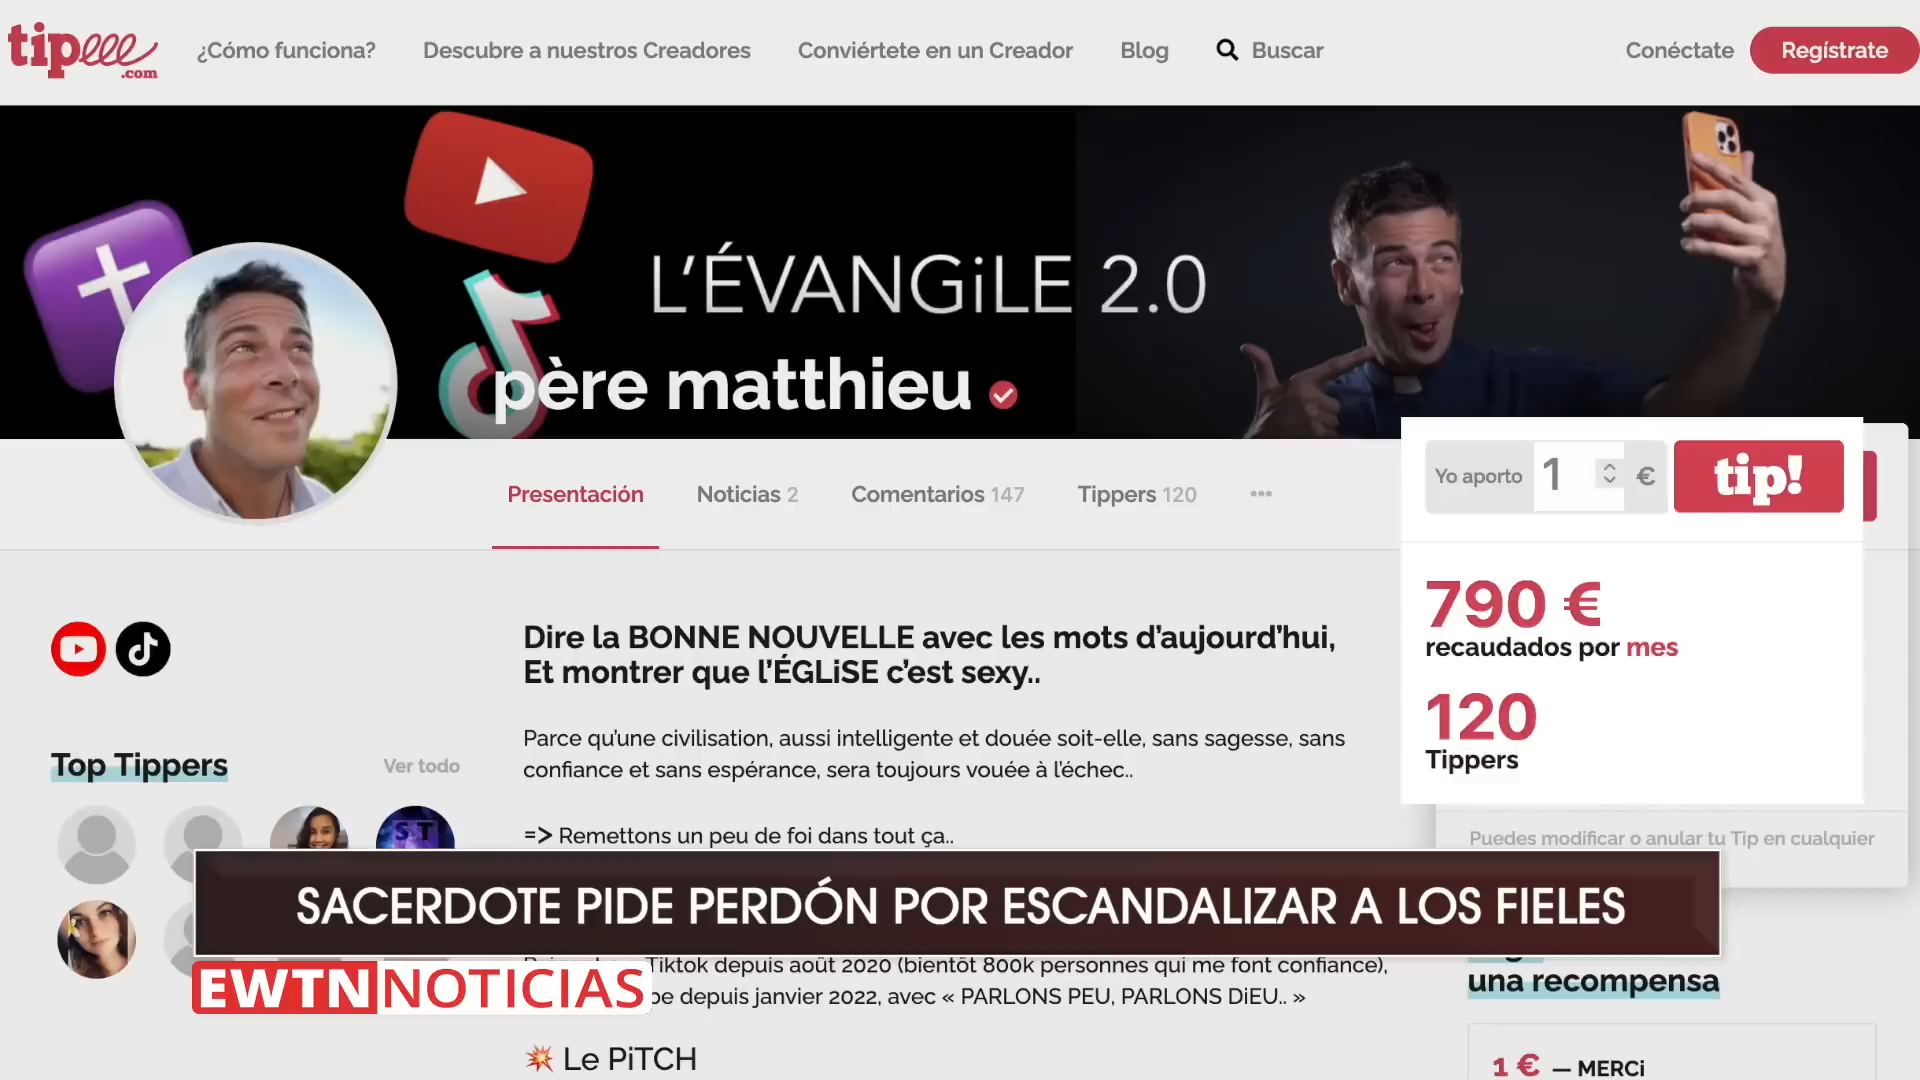 tipeee
.com
¿Cómo funciona?
Descubre a nuestros Creadores
Conviértete en un Creador
Blog
Buscar
Conéctate
Regístrate
L'ÉVANGiLE 2.0
père matthieu
Presentación
Noticias 2
Comentarios 147
Tippers 120
Yo aporto 1 €
tip!
790 €
recaudados por mes
120
Tippers
Puedes modificar o anular tu Tip en cualquier
Dire la BONNE NOUVELLE avec les mots d'aujourd'hui,
Et montrer que l'ÉGLiSE c'est sexy..
Parce qu'une civilisation, aussi intelligente et douée soit-elle, sans sagesse, sans
confiance et sans espérance, sera toujours vouée à l'échec..
=> Remettons un peu de foi dans tout ça..
Top Tippers
Ver todo
ST
SACERDOTE PIDE PERDÓN POR ESCANDALIZAR A LOS FIELES
EWTN NOTICIAS
Tiktok depuis août 2020 (bientôt 800k personnes qui me font confiance),
be depuis janvier 2022, avec « PARLONS PEU, PARLONS DiEU.. »
Le PiTCH
una recompensa
1 € — MERCi